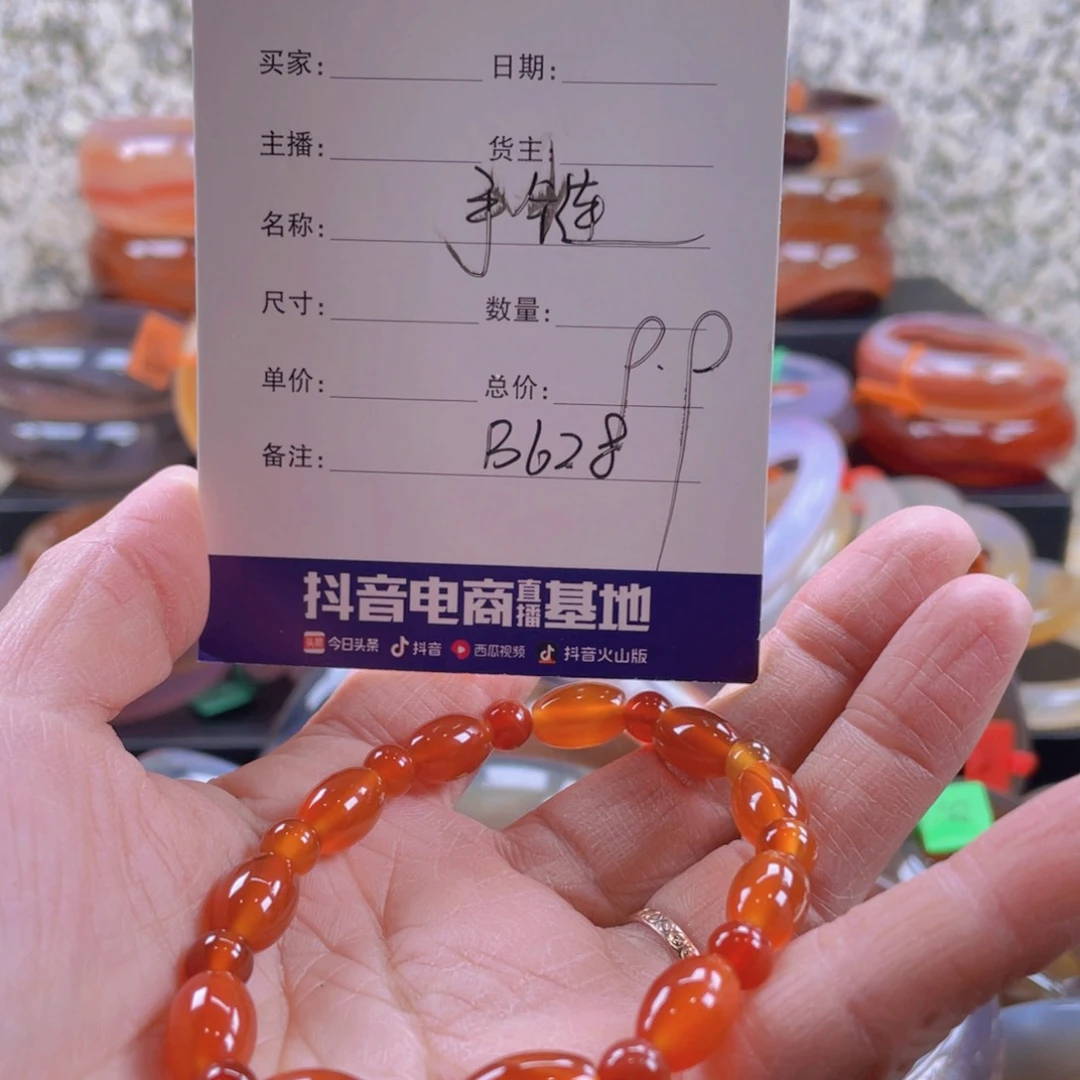 买家: 日期:
主播: 货主:
名称: 手链
尺寸: 数量:
单价: 总价: P.P
备注: B628
抖音电商直播基地
头条 今日头条 抖音 西瓜视频 抖音火山版